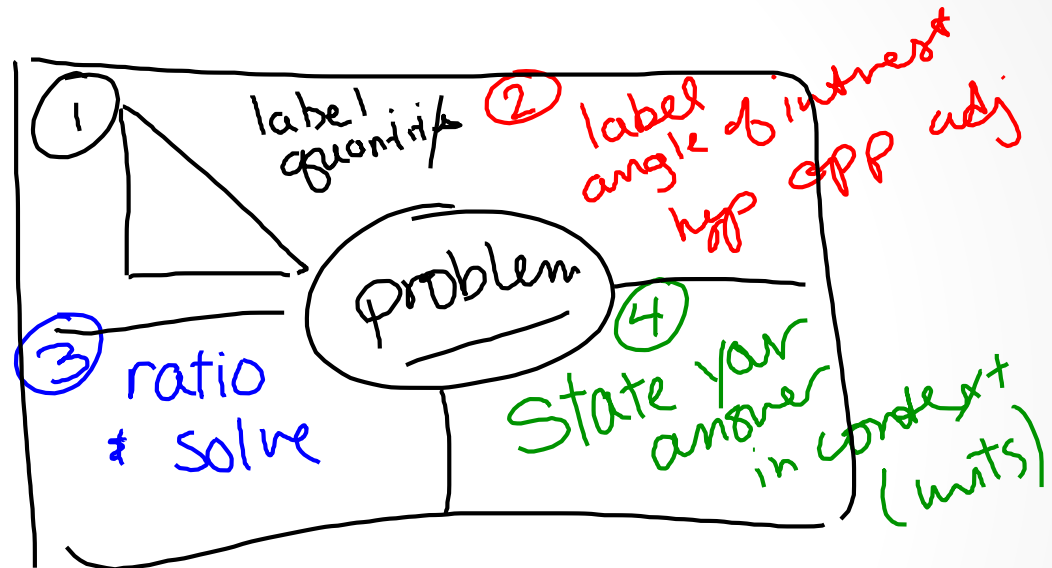 1
label
quantities
2
label
angle of intrest
hyp opp adj
problem
3
ratio
& solve
4
State your
answer
in context
(units)